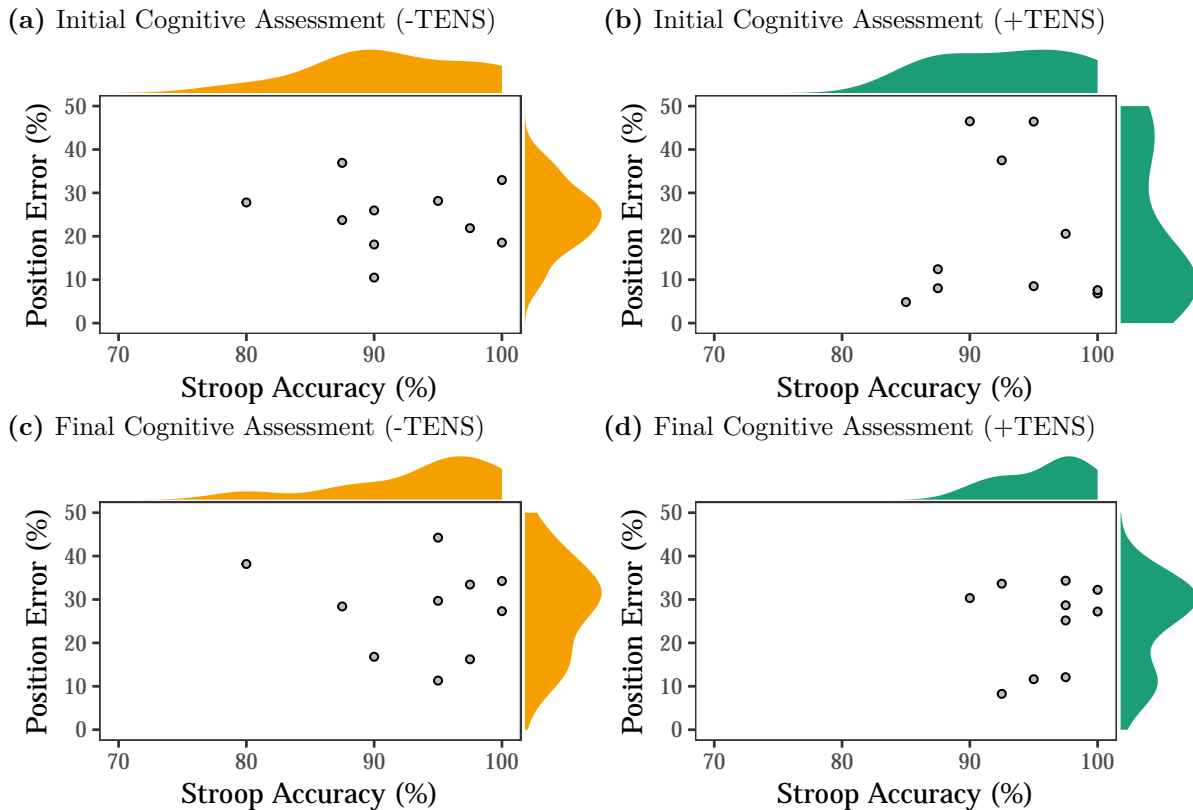 (a) Initial Cognitive Assessment (-TENS)
50
40
30
20
10
0
Position Error (%)
70 80 90 100
Stroop Accuracy (%)
(b) Initial Cognitive Assessment (+TENS)
50
40
30
20
10
0
Position Error (%)
70 80 90 100
Stroop Accuracy (%)
(c) Final Cognitive Assessment (-TENS)
50
40
30
20
10
0
Position Error (%)
70 80 90 100
Stroop Accuracy (%)
(d) Final Cognitive Assessment (+TENS)
50
40
30
20
10
0
Position Error (%)
70 80 90 100
Stroop Accuracy (%)